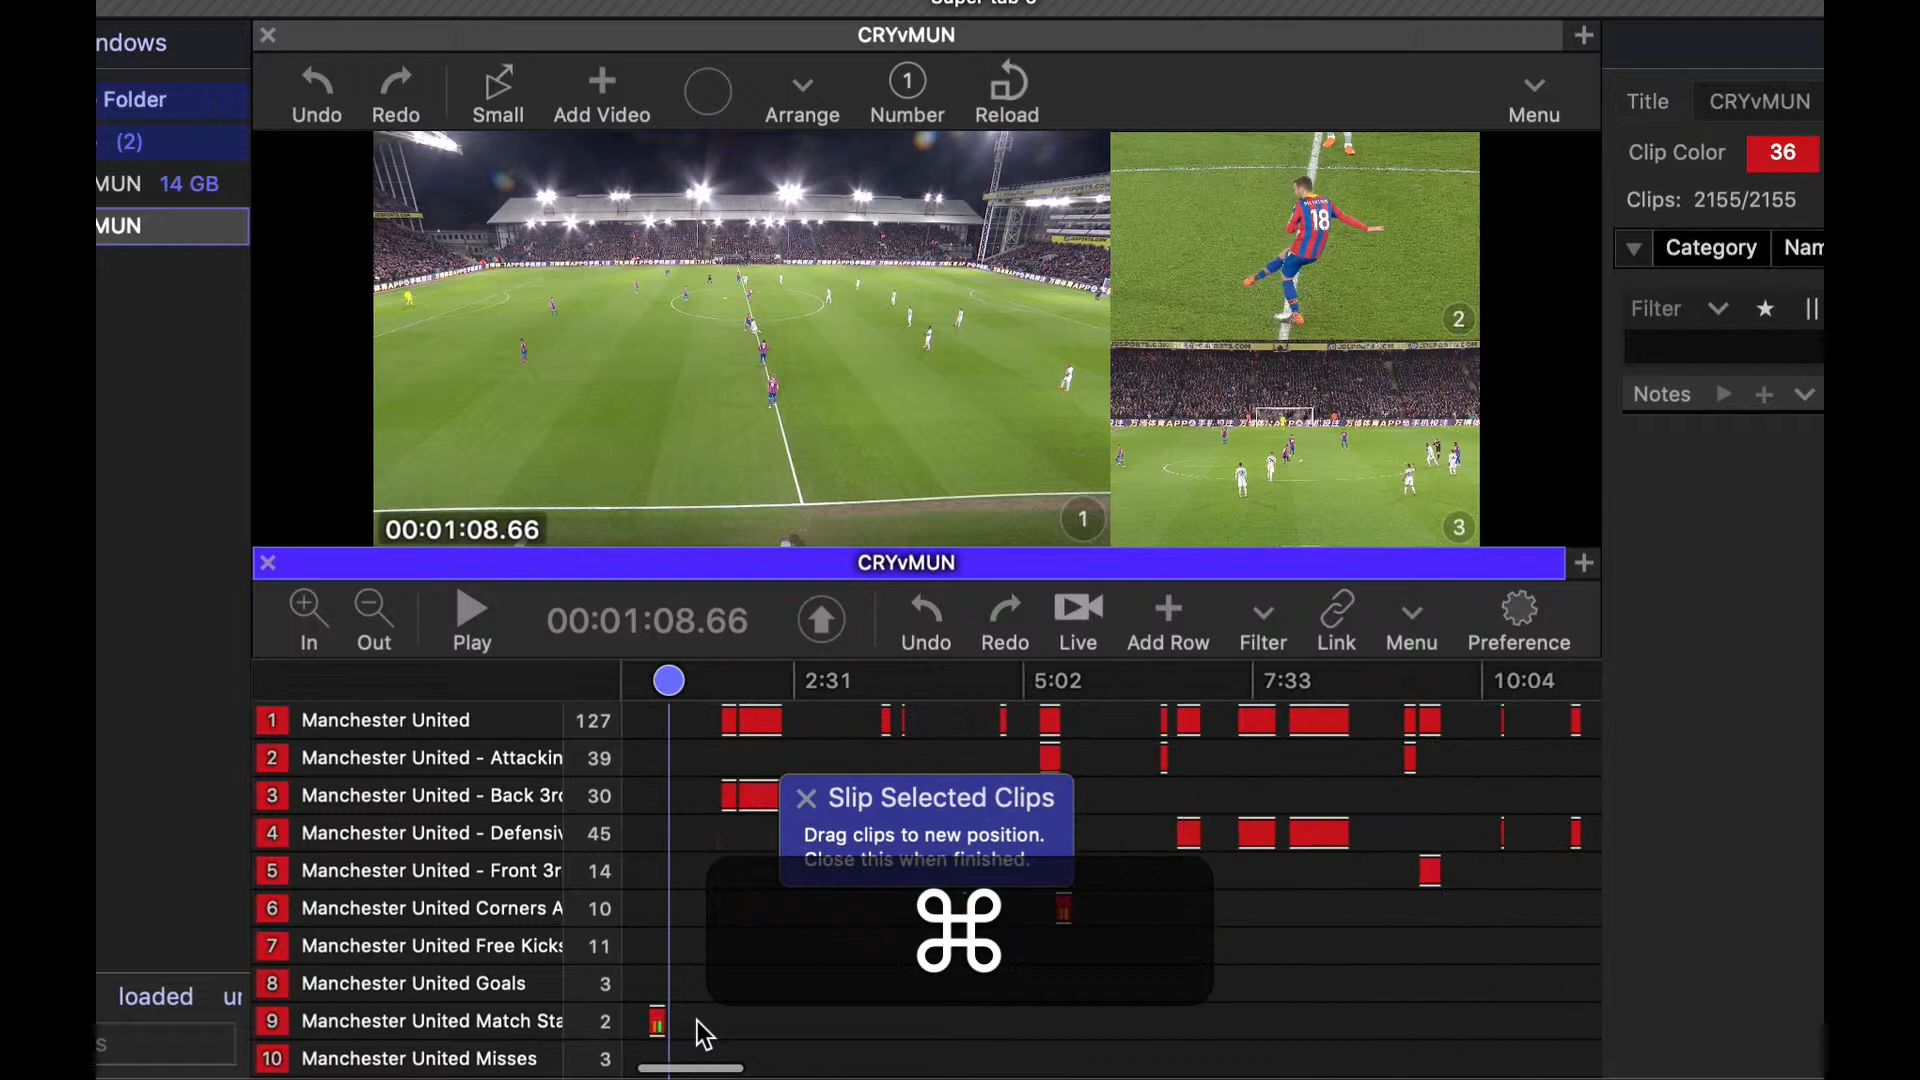 ndows
Folder
(2)
MUN 14 GB
MUN
loaded
CRYvMUN
Undo
Redo
Small
Add Video
Arrange
1
Number
Reload
Menu
18
2
3
1
00:01:08.66
CRYvMUN
In
Out
Play
00:01:08.66
Undo
Redo
Live
Add Row
Filter
Link
Menu
Preference
2:31
5:02
7:33
10:04
1 Manchester United 127
2 Manchester United - Attackin 39
3 Manchester United - Back 3rd 30
4 Manchester United - Defensiv 45
5 Manchester United - Front 3r 14
6 Manchester United Corners A 10
7 Manchester United Free Kicks 11
8 Manchester United Goals 3
9 Manchester United Match Sta 2
10 Manchester United Misses 3
Slip Selected Clips
Drag clips to new position.
Close this when finished.
Title CRYvMUN
Clip Color 36
Clips: 2155/2155
Category Nam
Filter
Notes